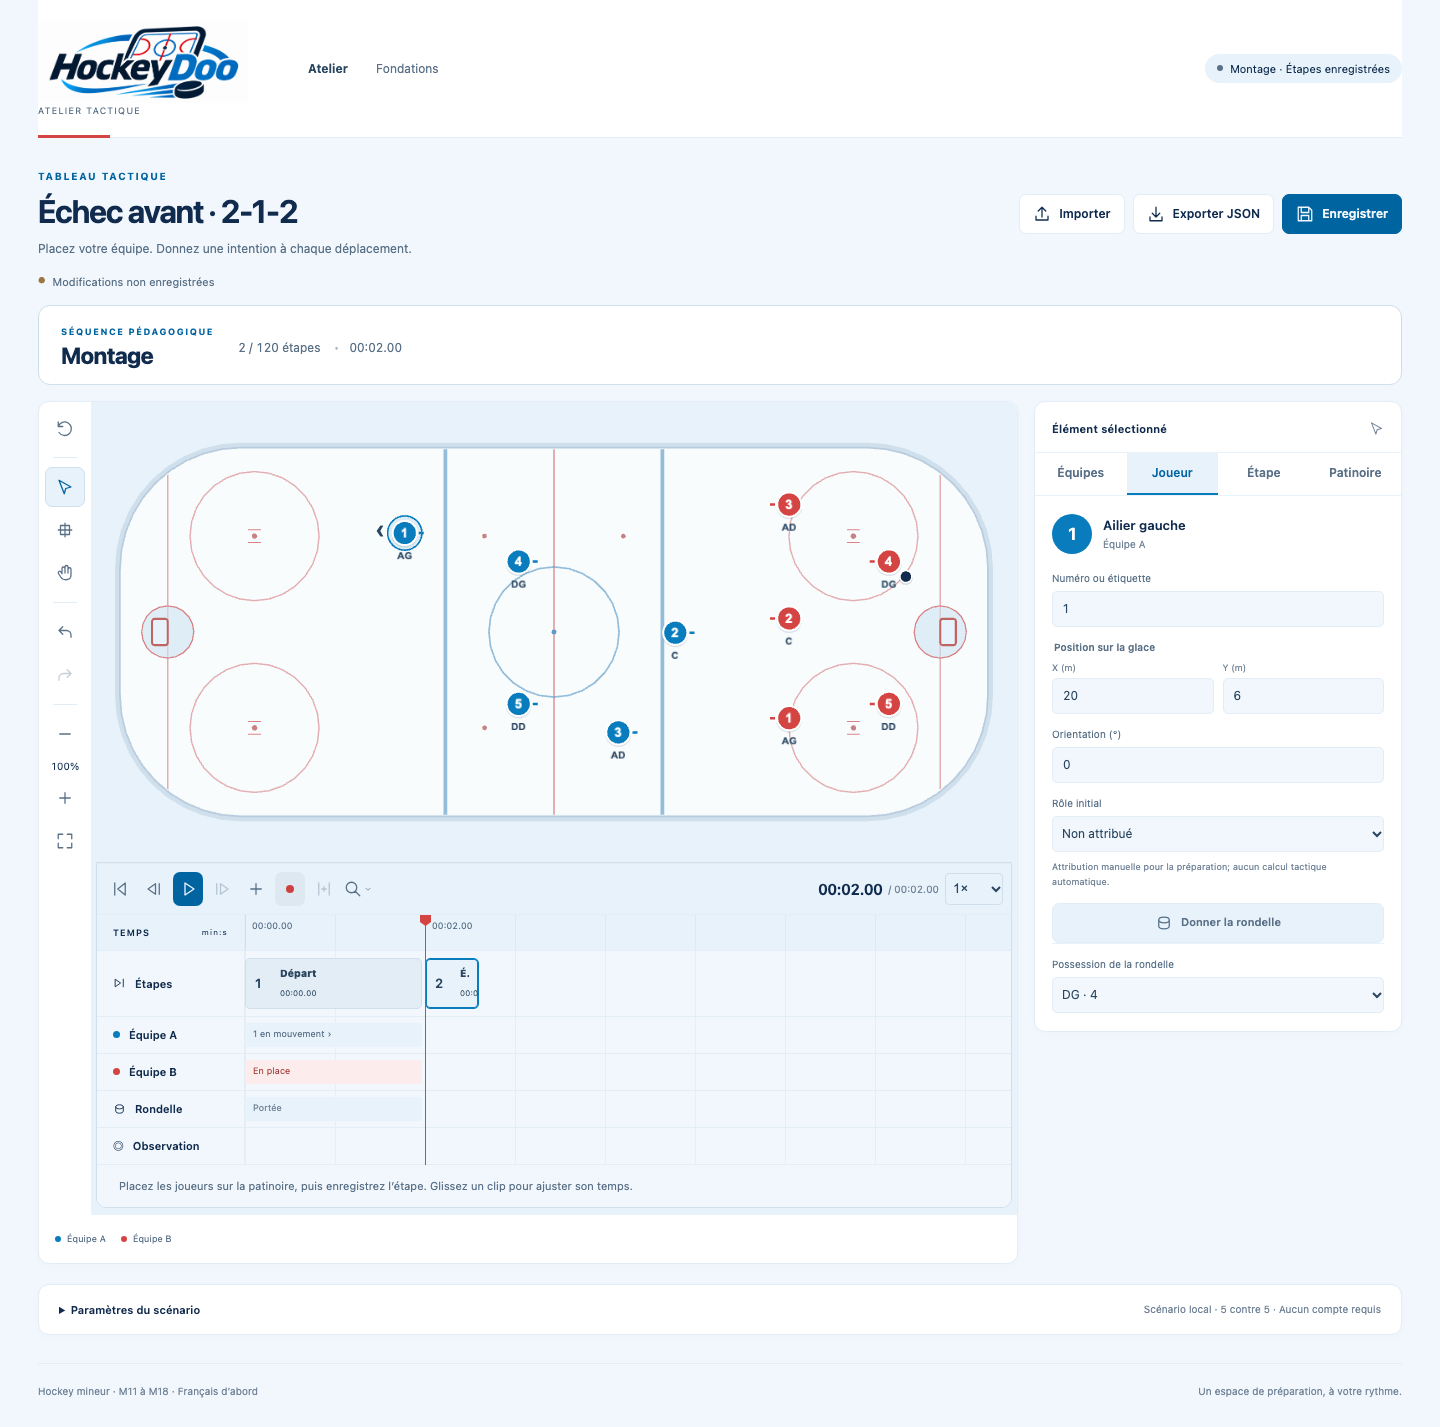 HockeyDoo
ATELIER TACTIQUE
Atelier
Fondations
Montage · Étapes enregistrées
TABLEAU TACTIQUE
Échec avant · 2-1-2
Placez votre équipe. Donnez une intention à chaque déplacement.
Modifications non enregistrées
Importer
Exporter JSON
Enregistrer
SÉQUENCE PÉDAGOGIQUE
Montage
2 / 120 étapes • 00:02.00
100%
1
AG
4
DG
2
C
5
DD
3
AD
3
AD
4
DG
2
C
1
AG
5
DD
00:02.00 / 00:02.00
1×
TEMPS
min:s
00:00.00
00:02.00
Étapes
1
Départ
00:00.00
2
É.
00:0
Équipe A
1 en mouvement ›
Équipe B
En place
Rondelle
Portée
Observation
Placez les joueurs sur la patinoire, puis enregistrez l'étape. Glissez un clip pour ajuster son temps.
Équipe A
Équipe B
Élément sélectionné
Équipes
Joueur
Étape
Patinoire
1
Ailier gauche
Équipe A
Numéro ou étiquette
1
Position sur la glace
X (m)
Y (m)
20
6
Orientation (°)
0
Rôle initial
Non attribué
Attribution manuelle pour la préparation; aucun calcul tactique
automatique.
Donner la rondelle
Possession de la rondelle
DG · 4
Paramètres du scénario
Scénario local · 5 contre 5 · Aucun compte requis
Hockey mineur · M11 à M18 · Français d'abord
Un espace de préparation, à votre rythme.